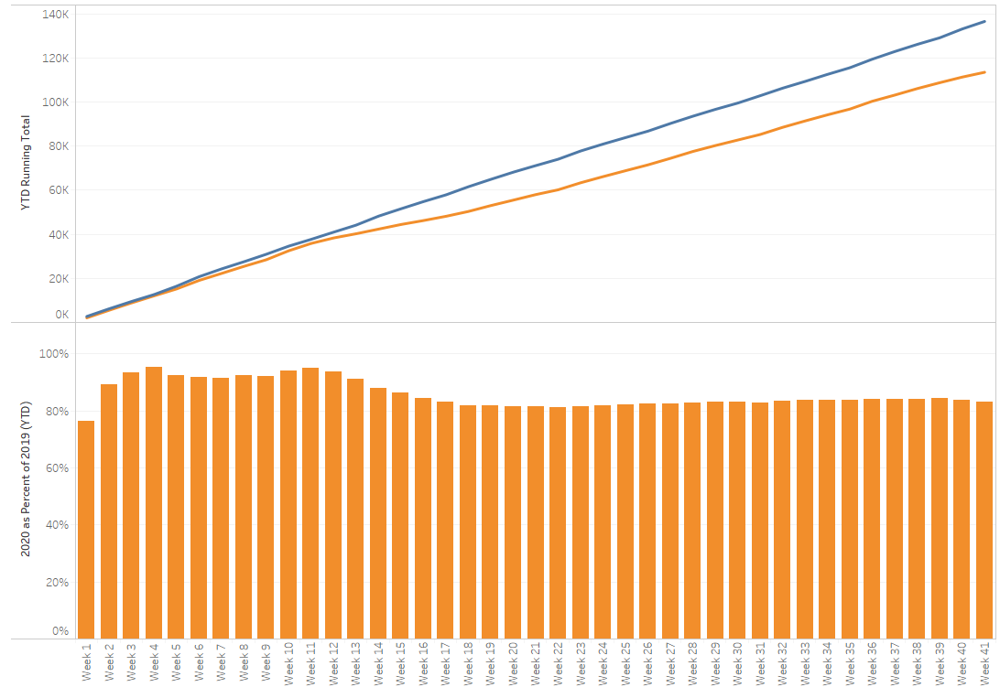 140K
120K
100K
80K
60K
40K
20K
0K
YTD Running Total
100%
80%
60%
40%
20%
0%
2020 as Percent of 2019 (YTD)
Week 1
Week 2
Week 3
Week 4
Week 5
Week 6
Week 7
Week 8
Week 9
Week 10
Week 11
Week 12
Week 13
Week 14
Week 15
Week 16
Week 17
Week 18
Week 19
Week 20
Week 21
Week 22
Week 23
Week 24
Week 25
Week 26
Week 27
Week 28
Week 29
Week 30
Week 31
Week 32
Week 33
Week 34
Week 35
Week 36
Week 37
Week 38
Week 39
Week 40
Week 41